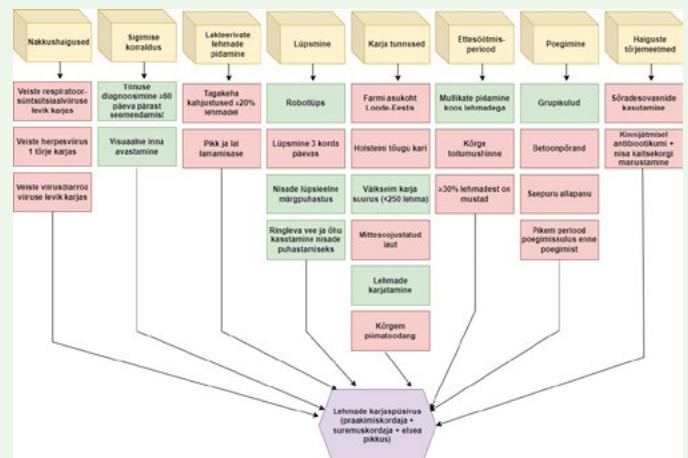 Nakkushaigused
Veiste respiratoor-
süntsütsiaalviiruse
levik karjas
Veiste herpesviirus
1 tõrje karjas
Veiste viirusdiarröa
viiruse levik karjas
Sigimise
korraldus
Tiinuse
diagnoosimine ≥60
päeva pärast
seemendamist
Visuaalne inna
avastamine
Lakteerivate
lehmade
pidamine
Tagakeha
kahjustused ≥20%
lehmadel
Pikk ja lai
larramisase
Lüpsmine
Robotlüps
Lüpsmine 3 korda
päevas
Nisade lüpsieelne
märgpuhastus
Ringleva vee ja õhu
kasutamine nisade
puhastamiseks
Karja tunnused
Farmi asukoht
Loode-Eestis
Holsteini tõugu kari
Väiksem karja
suurus (<250 lehma)
Mittesoojustatud
laut
Lehmade
karjatamine
Kõrgem
piimatoodang
Ettesöötmis-
periood
Mullikate pidamine
koos lehmadega
Kõrge
toitumushinne
≥30% lehmadest on
mustad
Poegimine
Grupisulud
Betoonpõrand
Saepuru allapanu
Pikem periood
poegimissulus enne
poegimist
Haiguste
tõrjemeetmed
Sõradesovannide
kasutamine
Kinnijätmisel
antibiootikumi +
nisa kaitsekorgi
manustamine
Lehmade karjaspüsivus
(praakimiskordaja +
suremuskordaja + eluea
pikkus)